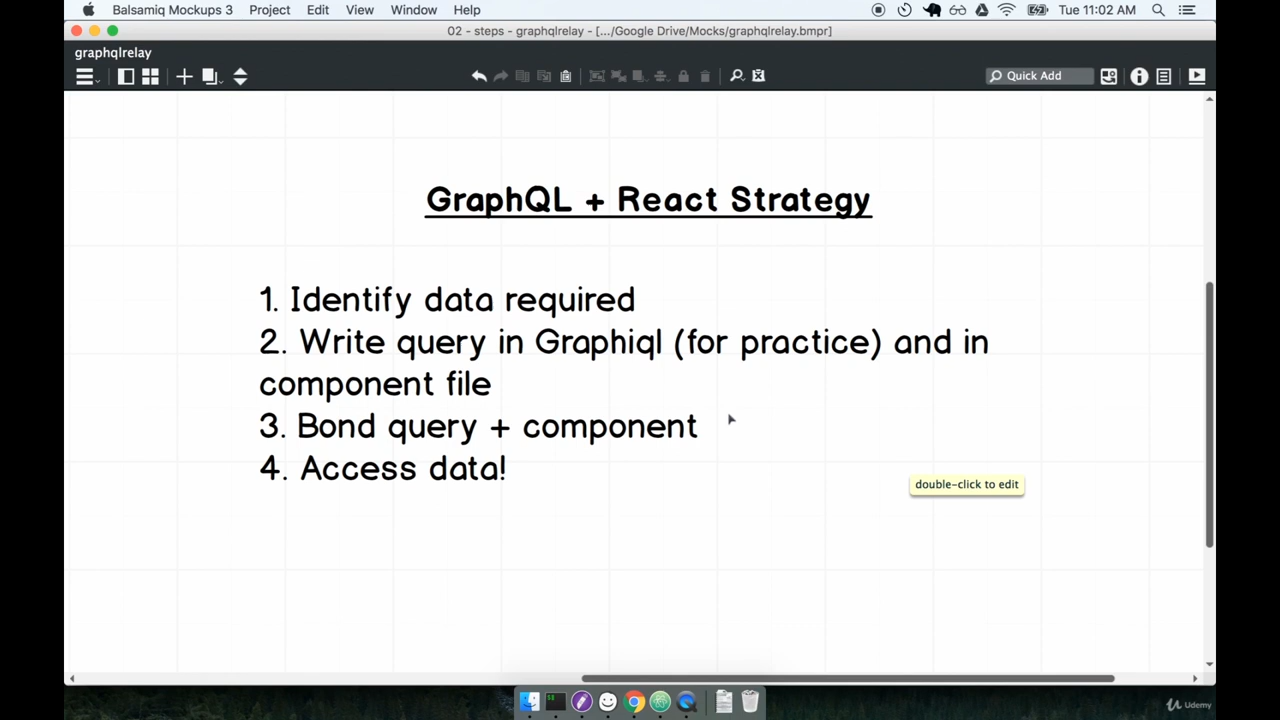 Balsamiq Mockups 3 Project Edit View Window Help Tue 11:02 AM
02 - steps - graphqlrelay - [.../Google Drive/Mocks/graphqlrelay.bmpr]
graphqlrelay
Quick Add
GraphQL + React Strategy
1. Identify data required
2. Write query in Graphiql (for practice) and in
component file
3. Bond query + component
4. Access data!
double-click to edit
Udemy